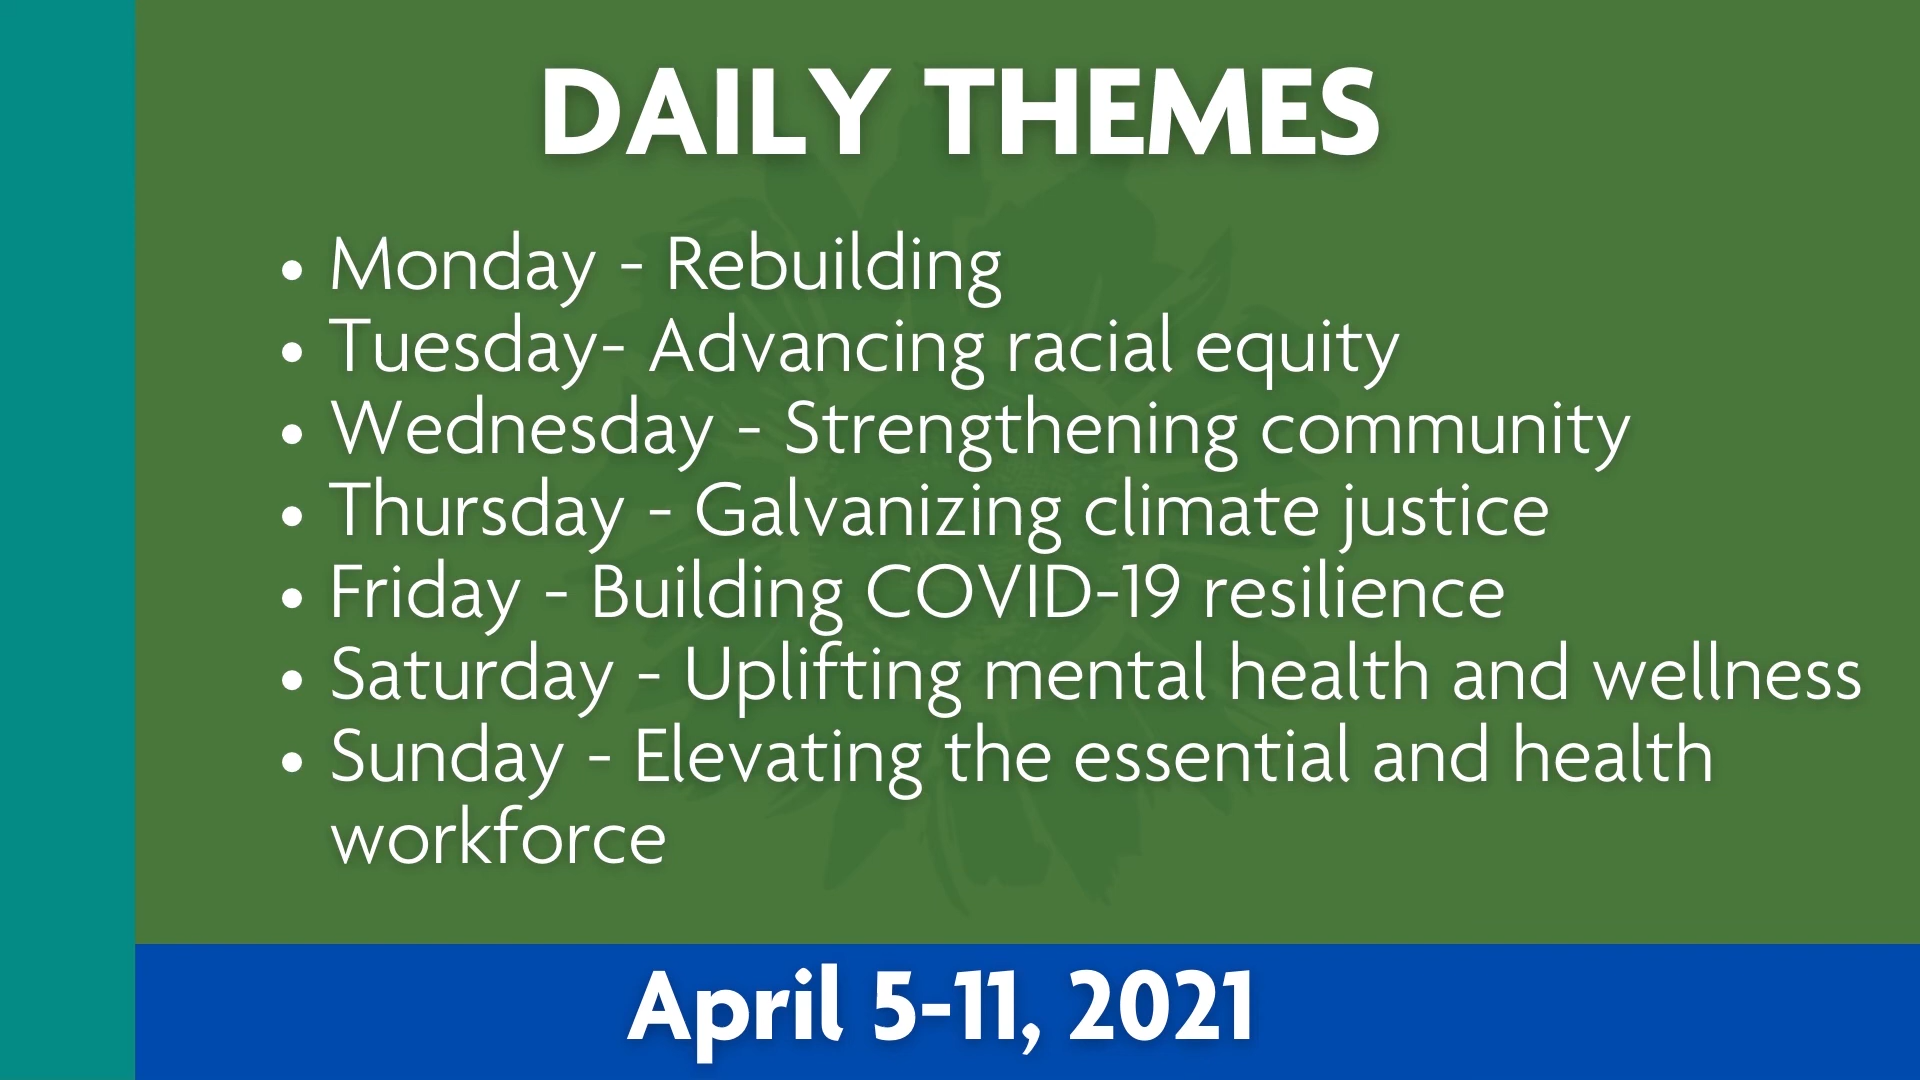 DAILY THEMES
• Monday - Rebuilding
• Tuesday- Advancing racial equity
• Wednesday - Strengthening community
• Thursday - Galvanizing climate justice
• Friday - Building COVID-19 resilience
• Saturday - Uplifting mental health and wellness
• Sunday - Elevating the essential and health
workforce
April 5-11, 2021